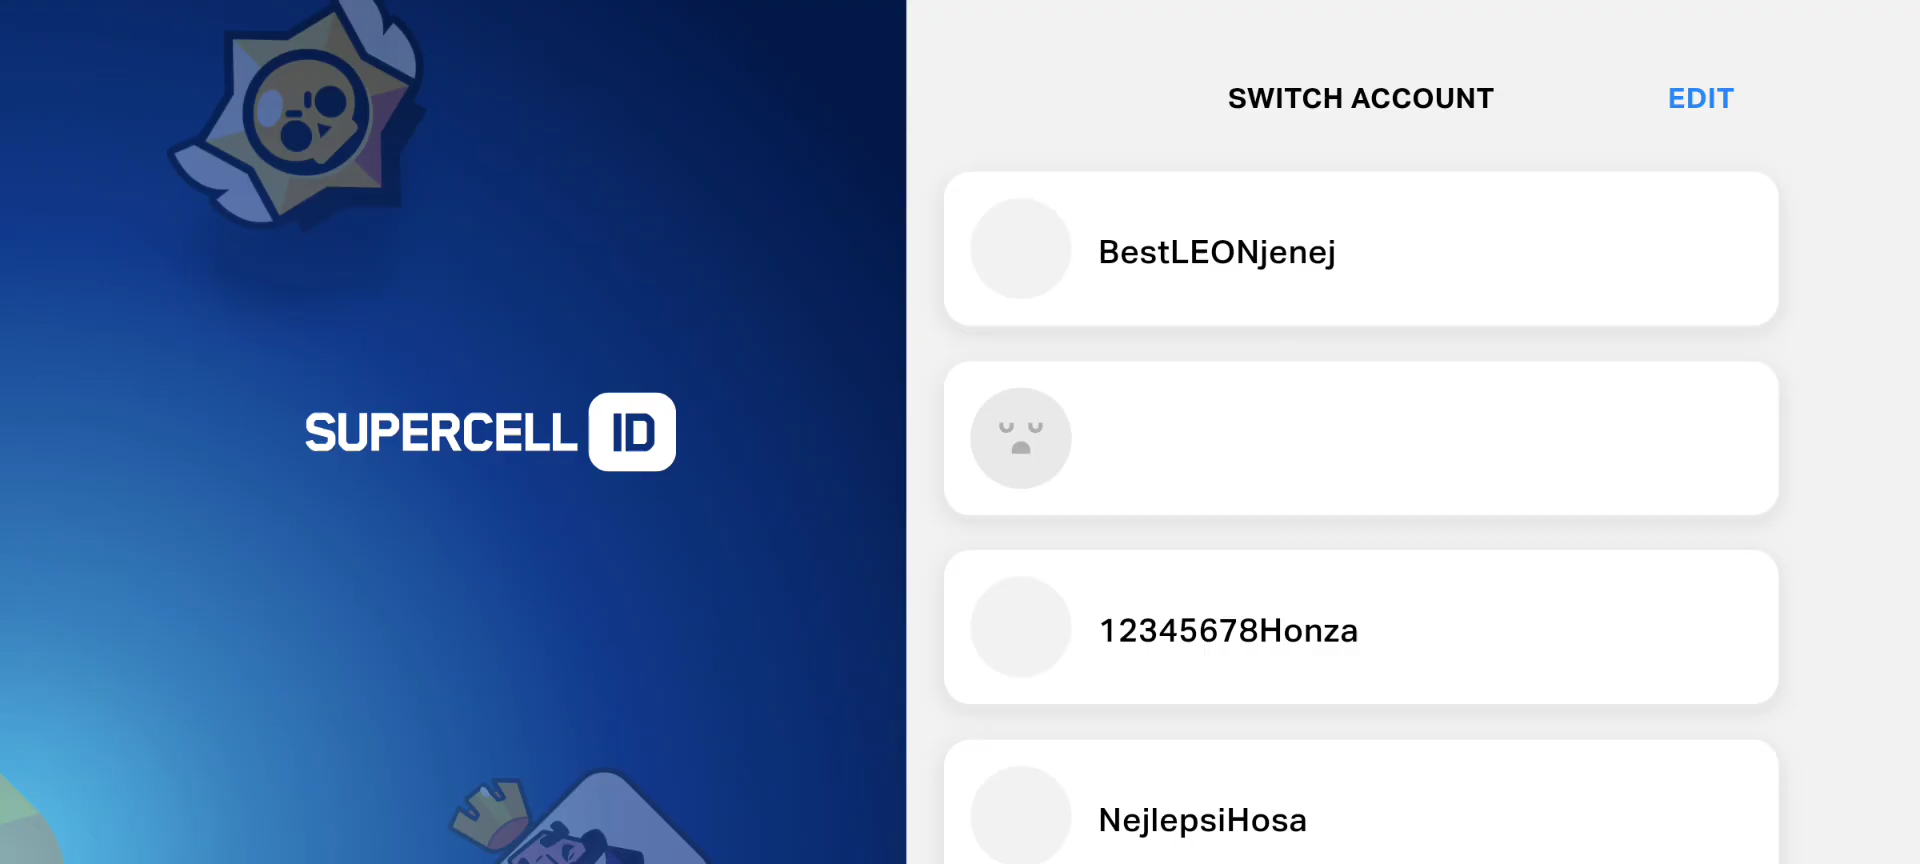 SUPERCELL ID
SWITCH ACCOUNT
EDIT
BestLEONjenej
12345678Honza
NejlepsiHosa